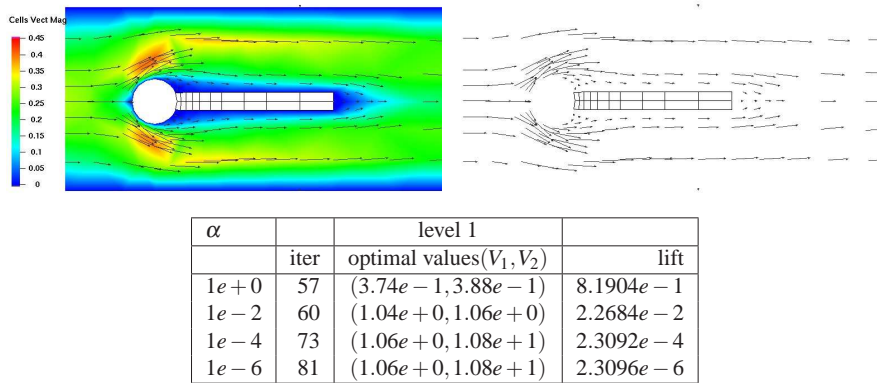 Cells Vect Mag
0.45
0.4
0.35
0.3
0.25
0.2
0.15
0.1
0.05
0
α level 1
iter optimal values(V₁,V₂) lift
1e+0 57 (3.74e−1,3.88e−1) 8.1904e−1
1e−2 60 (1.04e+0,1.06e+0) 2.2684e−2
1e−4 73 (1.06e+0,1.08e+1) 2.3092e−4
1e−6 81 (1.06e+0,1.08e+1) 2.3096e−6